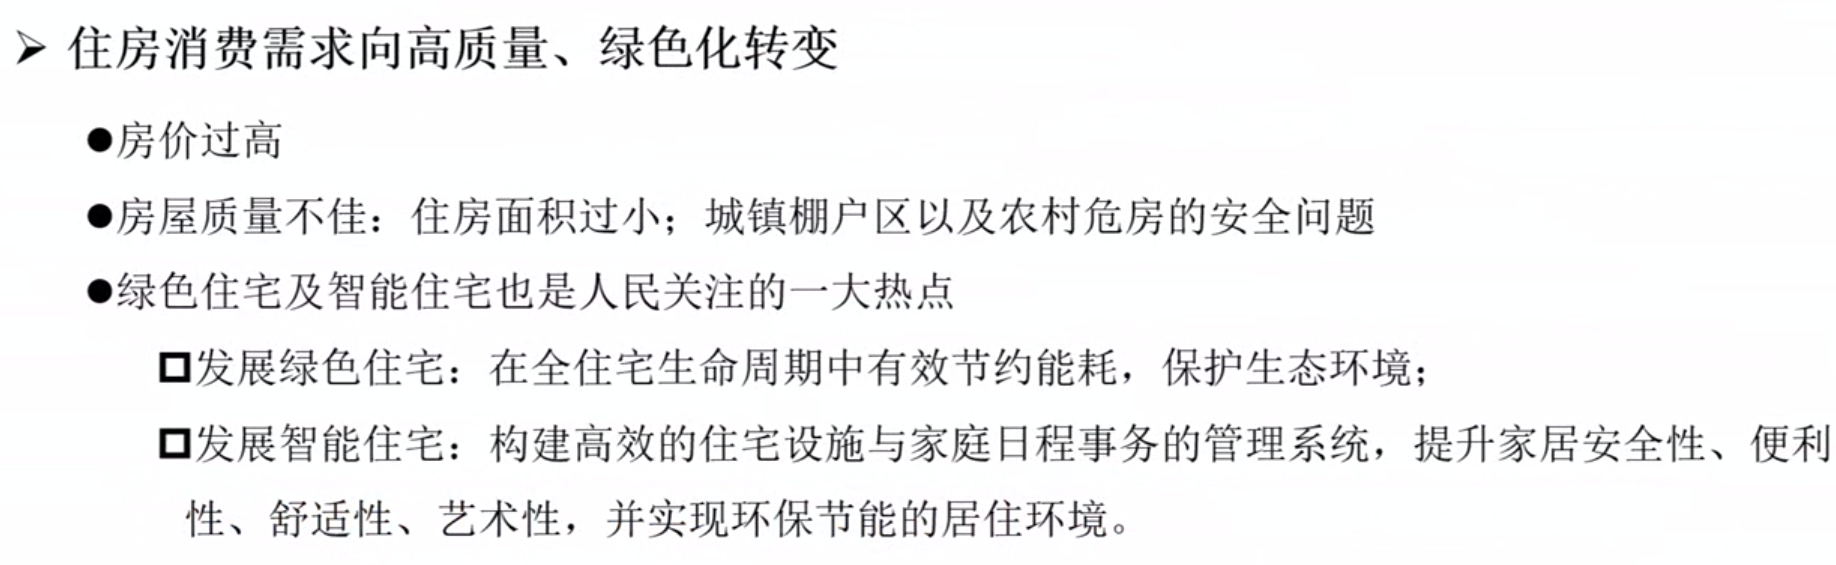 ➢ 住房消费需求向高质量、绿色化转变
●房价过高
●房屋质量不佳：住房面积过小；城镇棚户区以及农村危房的安全问题
●绿色住宅及智能住宅也是人民关注的一大热点
□发展绿色住宅：在全住宅生命周期中有效节约能耗，保护生态环境；
□发展智能住宅：构建高效的住宅设施与家庭日程事务的管理系统，提升家居安全性、便利
性、舒适性、艺术性，并实现环保节能的居住环境。